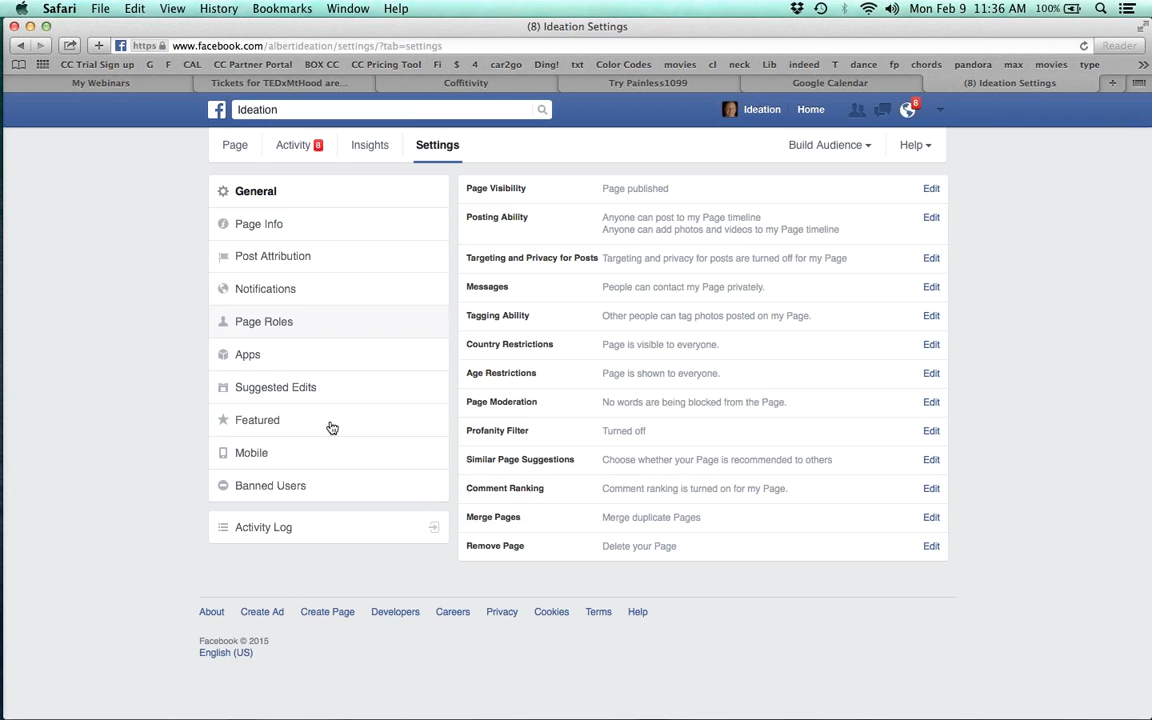 Safari File Edit View History Bookmarks Window Help 100% Mon Feb 9 11:36 AM
(8) Ideation Settings
https www.facebook.com/albertideation/settings/?tab=settings Reader
CC Trial Sign up G F CAL CC Partner Portal BOX CC CC Pricing Tool Fi $ 4 car2go Ding! txt Color Codes movies cl neck Lib indeed T dance fp chords pandora max movies type
My Webinars Tickets for TEDxMtHood are... Coffitivity Try Painless1099 Google Calendar (8) Ideation Settings
Ideation Ideation Home 8
Page Activity 8 Insights Settings Build Audience Help
General
Page Info
Post Attribution
Notifications
Page Roles
Apps
Suggested Edits
Featured
Mobile
Banned Users
Activity Log
Page Visibility Page published Edit
Posting Ability Anyone can post to my Page timeline Edit
Anyone can add photos and videos to my Page timeline
Targeting and Privacy for Posts Targeting and privacy for posts are turned off for my Page Edit
Messages People can contact my Page privately. Edit
Tagging Ability Other people can tag photos posted on my Page. Edit
Country Restrictions Page is visible to everyone. Edit
Age Restrictions Page is shown to everyone. Edit
Page Moderation No words are being blocked from the Page. Edit
Profanity Filter Turned off Edit
Similar Page Suggestions Choose whether your Page is recommended to others Edit
Comment Ranking Comment ranking is turned on for my Page. Edit
Merge Pages Merge duplicate Pages Edit
Remove Page Delete your Page Edit
About Create Ad Create Page Developers Careers Privacy Cookies Terms Help
Facebook © 2015
English (US)